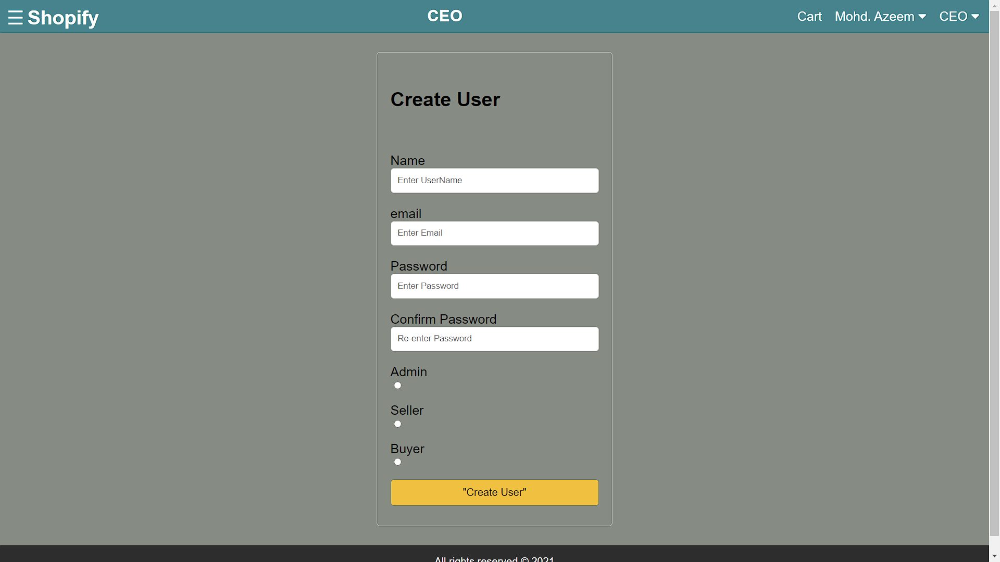 ☰ Shopify CEO Cart Mohd. Azeem CEO
Create User
Name
Enter UserName
email
Enter Email
Password
Enter Password
Confirm Password
Re-enter Password
Admin
Seller
Buyer
"Create User"
All rights reserved © 2021